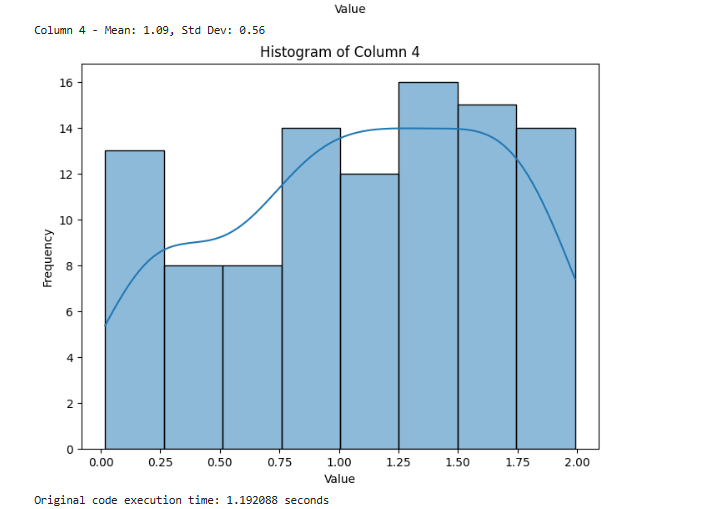 Value
Column 4 - Mean: 1.09, Std Dev: 0.56
Histogram of Column 4
16
14
12
10
8
6
4
2
0
Frequency
0.00 0.25 0.50 0.75 1.00 1.25 1.50 1.75 2.00
Value
Original code execution time: 1.192088 seconds